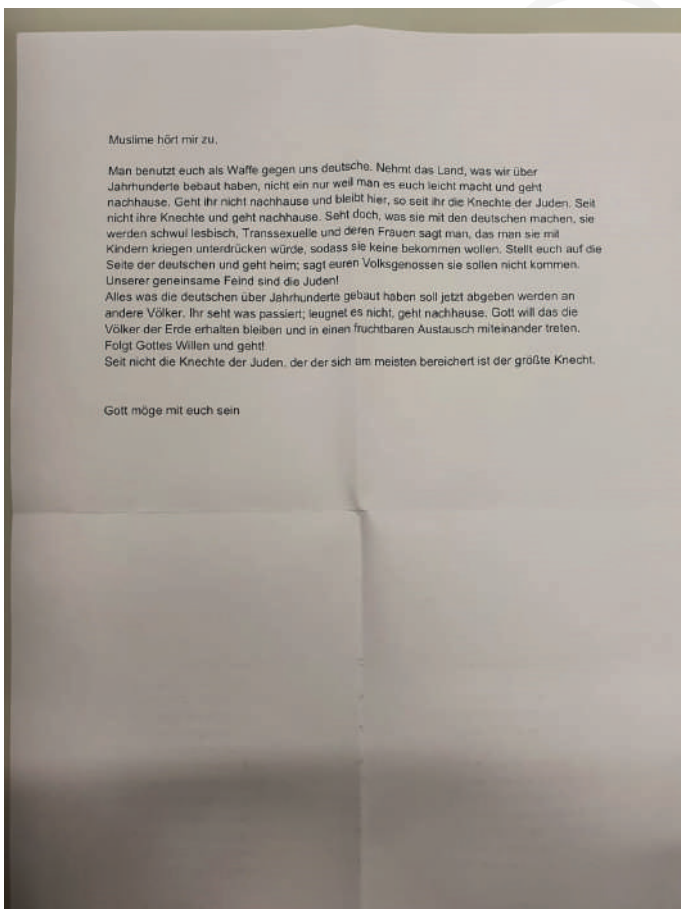 Muslime hört mir zu,
Man benutzt euch als Waffe gegen uns deutsche. Nehmt das Land, was wir über
Jahrhunderte bebaut haben, nicht ein nur weil man es euch leicht macht und geht
nachhause. Geht ihr nicht nachhause und bleibt hier, so seit ihr die Knechte der Juden. Seit
nicht ihre Knechte und geht nachhause. Seht doch, was sie mit den deutschen machen, sie
werden schwul lesbisch, Transsexuelle und deren Frauen sagt man, das man sie mit
Kindern kriegen unterdrücken würde, sodass sie keine bekommen wollen. Stellt euch auf die
Seite der deutschen und geht heim; sagt euren Volksgenossen sie sollen nicht kommen.
Unserer geneinsame Feind sind die Juden!
Alles was die deutschen über Jahrhunderte gebaut haben soll jetzt abgeben werden an
andere Völker. Ihr seht was passiert; leugnet es nicht, geht nachhause. Gott will das die
Völker der Erde erhalten bleiben und in einen fruchtbaren Austausch miteinander treten.
Folgt Gottes Willen und geht!
Seit nicht die Knechte der Juden, der der sich am meisten bereichert ist der größte Knecht.
Gott möge mit euch sein